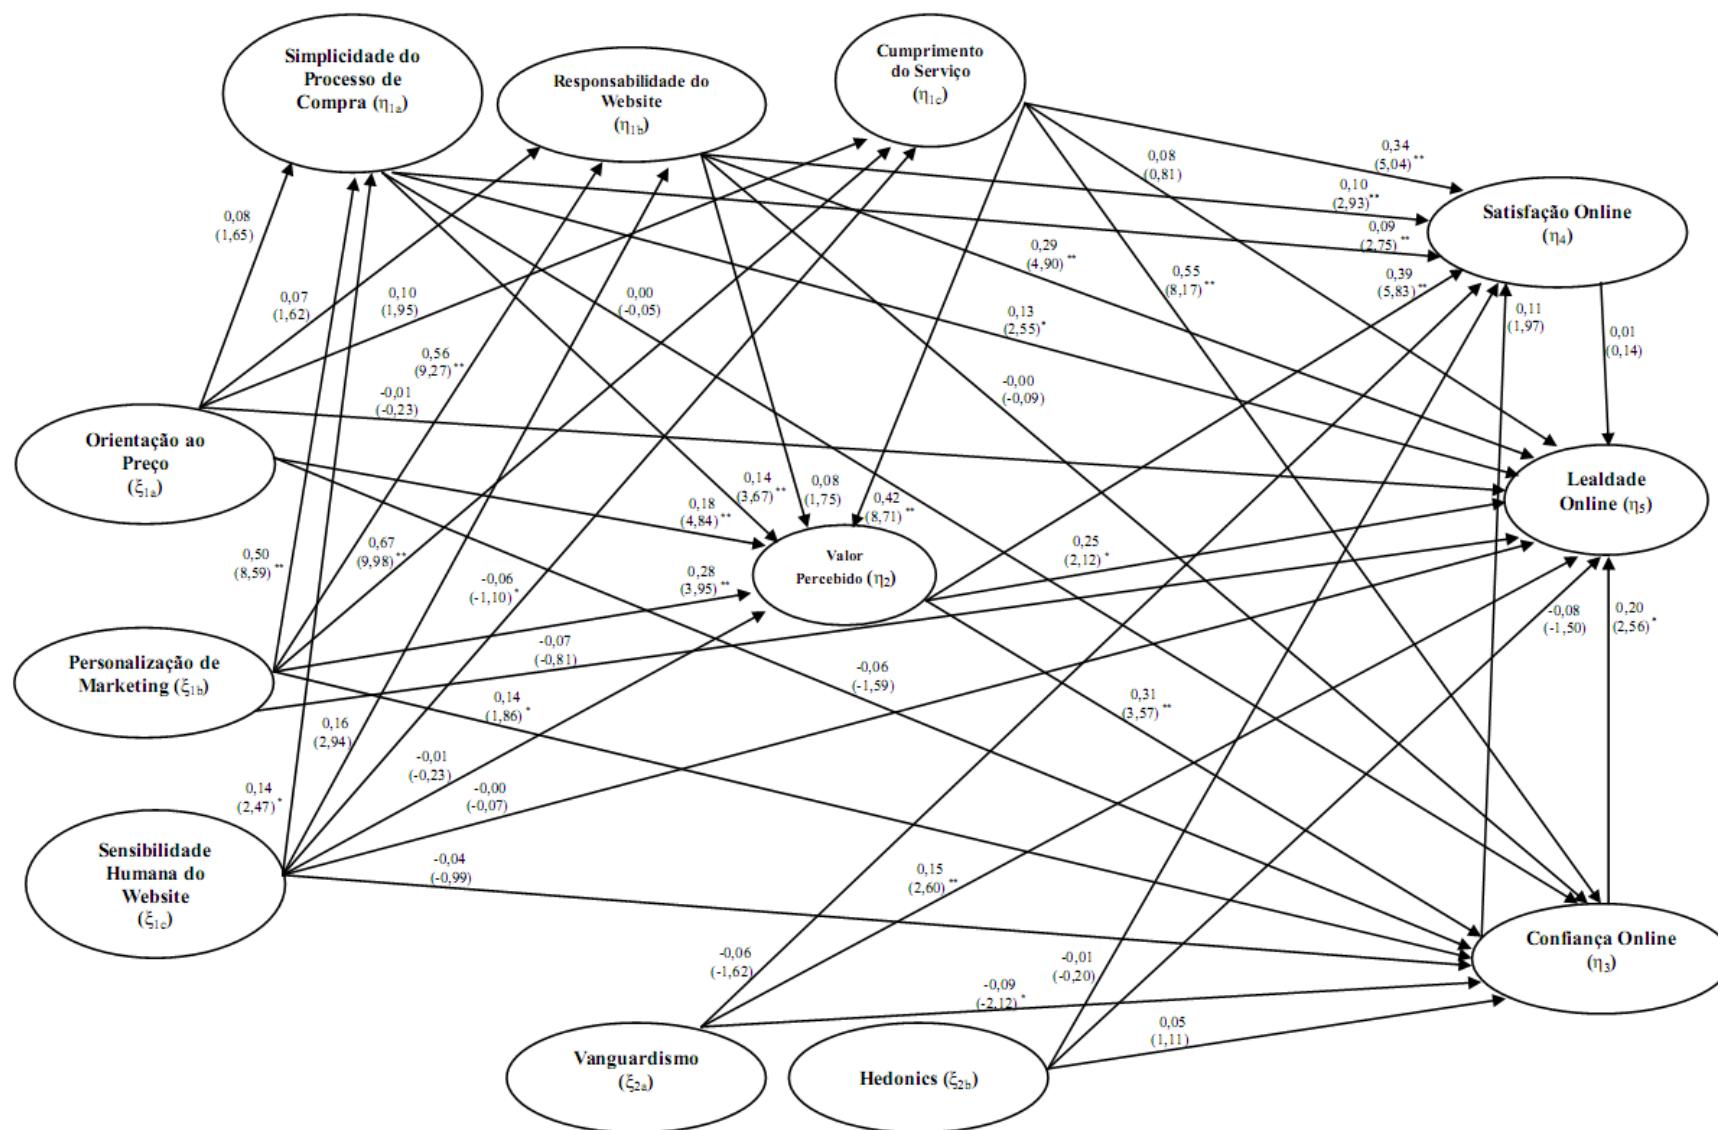 Simplicidade do
Processo de
Compra (η1a)
Responsabilidade do
Website
(η1b)
Cumprimento
do Serviço
(η1c)
0,34
(5,04)**
0,08
(0,81)
0,10
(2,93)**
Satisfação Online
(η4)
0,08
(1,65)
0,09
(2,75)**
0,29
(4,90)**
0,55
(8,17)**
0,39
(5,83)**
0,07
(1,62)
0,10
(1,95)
0,00
(-0,05)
0,13
(2,55)*
0,11
(1,97)
0,01
(0,14)
0,56
(9,27)**
-0,01
(-0,23)
-0,00
(-0,09)
Orientação ao
Preço
(ξ1a)
0,18
(4,84)**
0,14
(3,67)**
0,08
(1,75)
0,42
(8,71)**
Lealdade
Online (η5)
0,50
(8,59)**
0,67
(9,98)**
-0,06
(-1,10)*
0,28
(3,95)**
Valor
Percebido (η2)
0,25
(2,12)*
-0,08
(-1,50)
0,20
(2,56)*
Personalização de
Marketing (ξ1b)
-0,07
(-0,81)
-0,06
(-1,59)
0,14
(1,86)*
0,31
(3,57)**
0,16
(2,94)
-0,01
(-0,23)
0,14
(2,47)*
-0,00
(-0,07)
Sensibilidade
Humana do
Website
(ξ1c)
-0,04
(-0,99)
0,15
(2,60)**
Confiança Online
(η3)
-0,06
(-1,62)
-0,01
(-0,20)
-0,09
(-2,12)*
0,05
(1,11)
Vanguardismo
(ξ2a)
Hedonics (ξ2b)